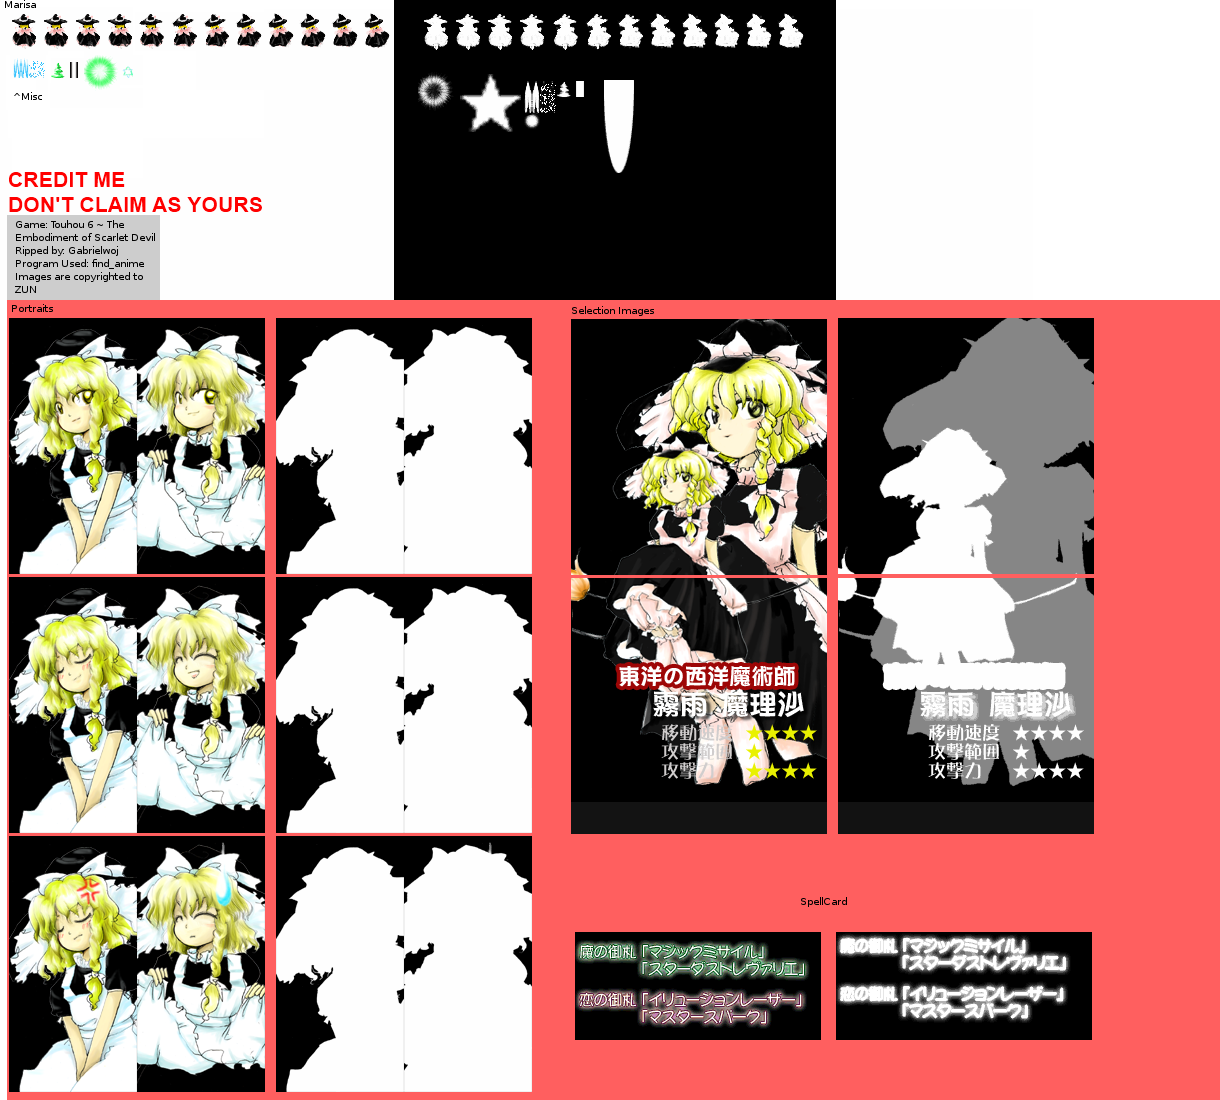 Marisa
^Misc
CREDIT ME
DON'T CLAIM AS YOURS
Game: Touhou 6 ~ The
Embodiment of Scarlet Devil
Ripped by: Gabrielwoj
Program Used: find_anime
Images are copyrighted to
ZUN
Portraits
Selection Images
東洋の西洋魔術師
霧雨 魔理沙
移動速度 ★★★★
攻撃範囲 ★
攻撃力 ★★★★
霧雨 魔理沙
移動速度 ★★★★
攻撃範囲 ★
攻撃力 ★★★★
SpellCard
魔の御札「マジックミサイル」
「スターダストレヴァリエ」
恋の御札「イリュージョンレーザー」
「マスタースパーク」
魔の御札「マジックミサイル」
「スターダストレヴァリエ」
恋の御札「イリュージョンレーザー」
「マスタースパーク」